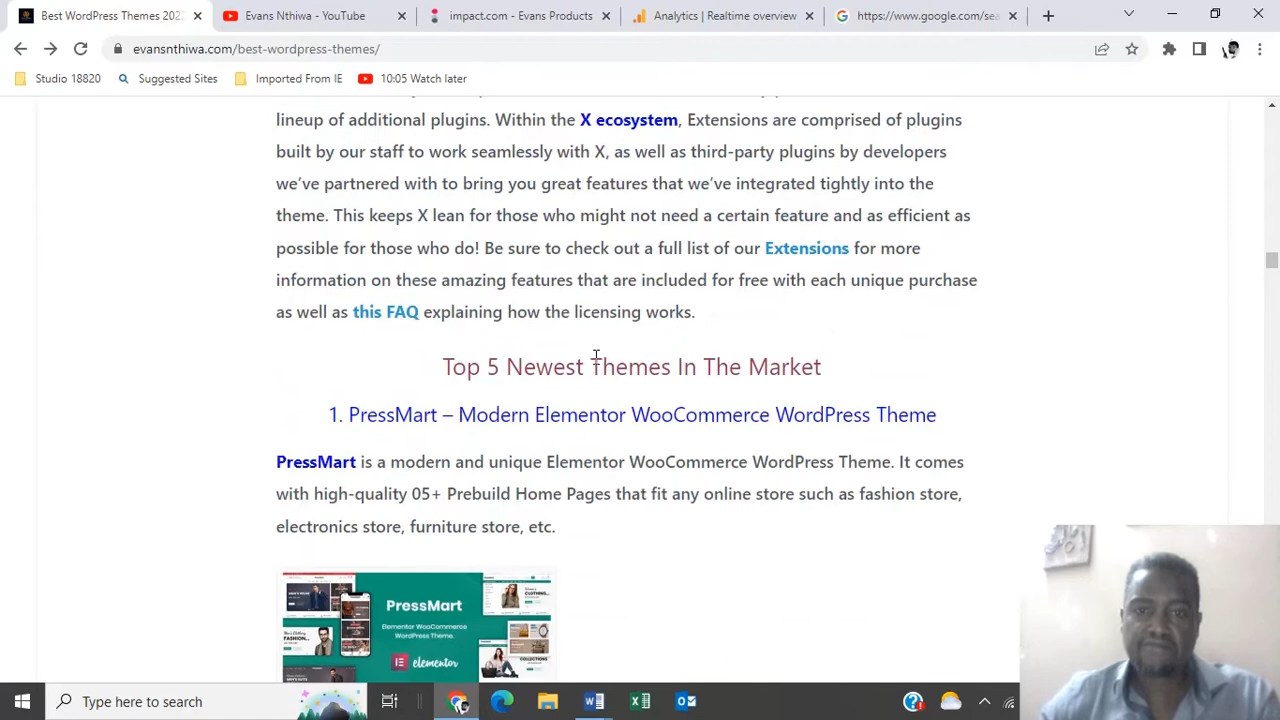 Best WordPress Themes 202
Evans Nthiwa - YouTube
impact.com - Evans Products
Analytics | Realtime overview
https://www.google.com/sea
evansnthiwa.com/best-wordpress-themes/
Studio 18820
Suggested Sites
Imported From IE
10:05 Watch later
lineup of additional plugins. Within the X ecosystem, Extensions are comprised of plugins
built by our staff to work seamlessly with X, as well as third-party plugins by developers
we've partnered with to bring you great features that we've integrated tightly into the
theme. This keeps X lean for those who might not need a certain feature and as efficient as
possible for those who do! Be sure to check out a full list of our Extensions for more
information on these amazing features that are included for free with each unique purchase
as well as this FAQ explaining how the licensing works.
Top 5 Newest Themes In The Market
1. PressMart – Modern Elementor WooCommerce WordPress Theme
PressMart is a modern and unique Elementor WooCommerce WordPress Theme. It comes
with high-quality 05+ Prebuild Home Pages that fit any online store such as fashion store,
electronics store, furniture store, etc.
PressMart
Elementor WooCommerce
WordPress Theme.
elementor
Type here to search